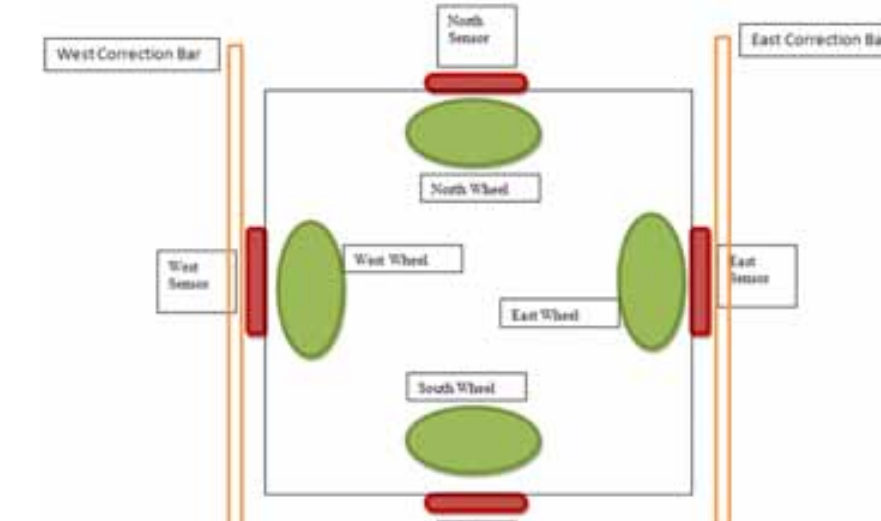 North
Sensor
West Correction Bar
East Correction Ba
North Wheel
West
Sensor
West Wheel
East
Sensor
East Wheel
South Wheel